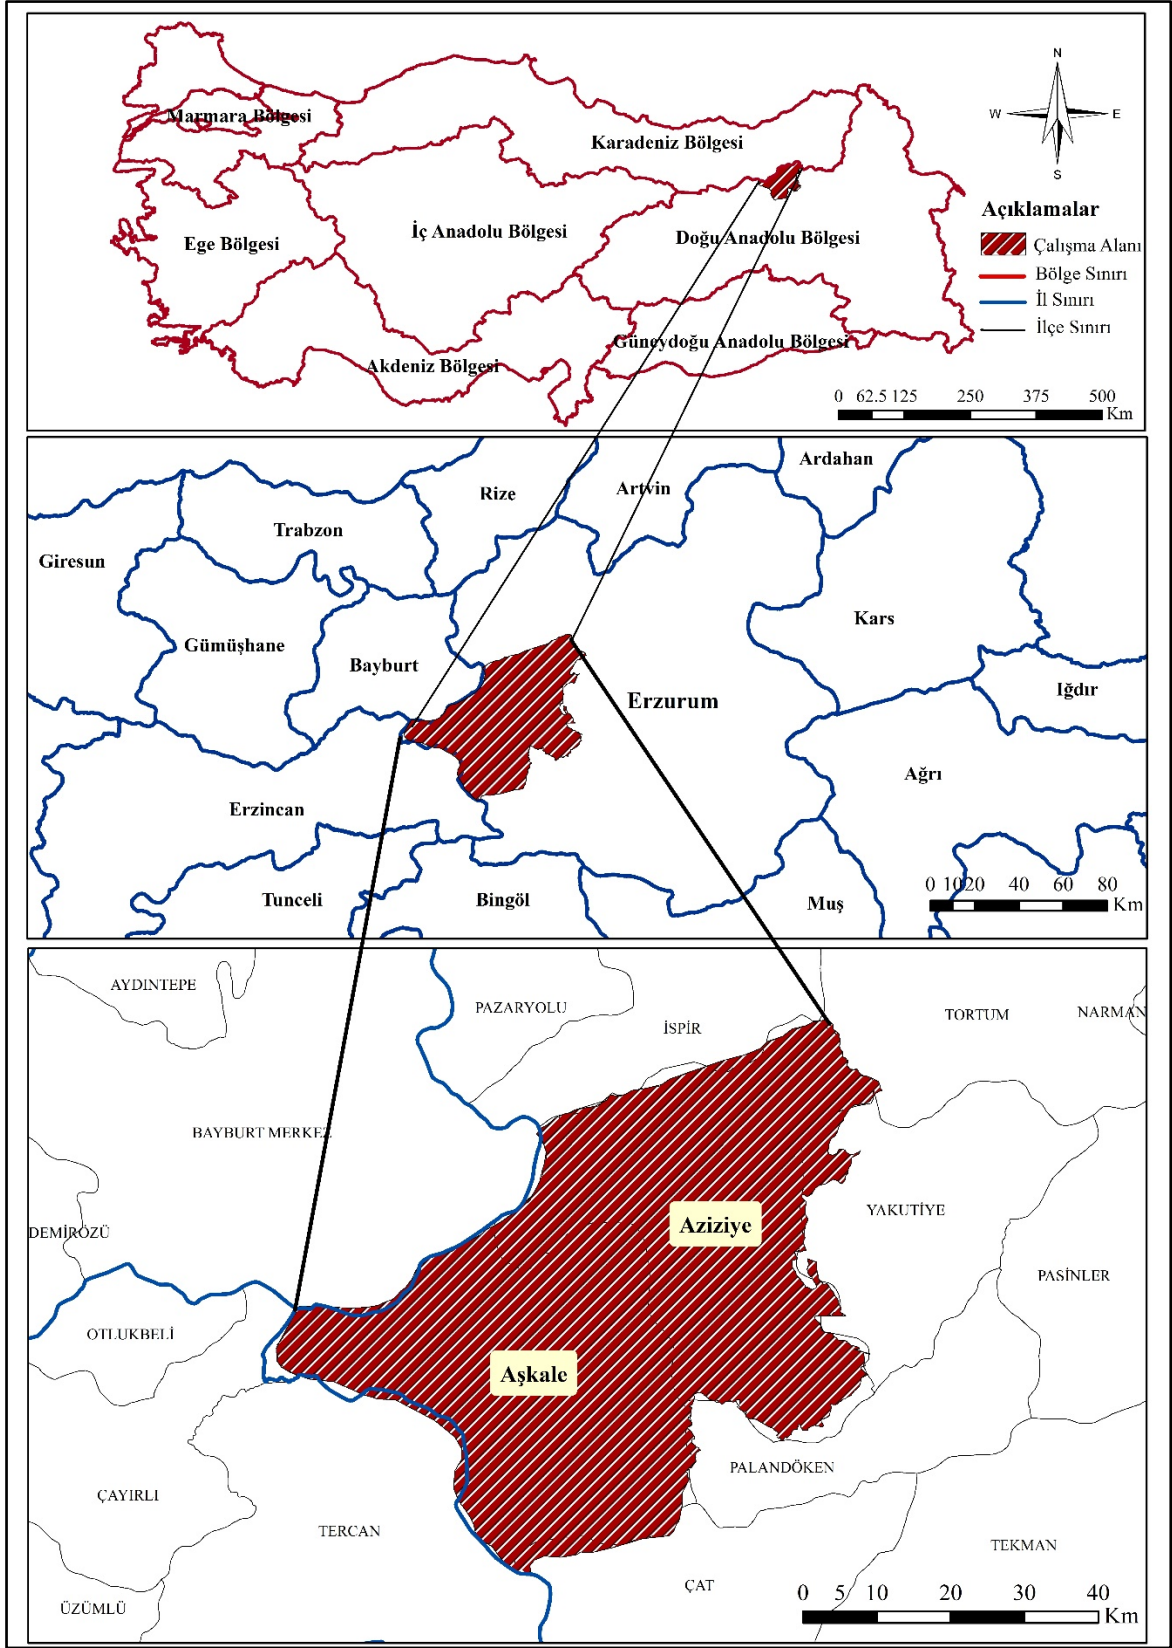 N
W E
S
Marmara Bölgesi
Karadeniz Bölgesi
Ege Bölgesi
İç Anadolu Bölgesi
Doğu Anadolu Bölgesi
Akdeniz Bölgesi
Güneydoğu Anadolu Bölgesi
Açıklamalar
Çalışma Alanı
Bölge Sınırı
İl Sınırı
İlçe Sınırı
0 62.5 125 250 375 500
Km
Ardahan
Rize
Artvin
Trabzon
Giresun
Kars
Gümüşhane
Bayburt
Iğdır
Erzurum
Ağrı
Erzincan
Tunceli
Bingöl
Muş
0 10 20 40 60 80
Km
AYDINTEPE
PAZARYOLU
İSPİR
TORTUM
NARMAN
BAYBURT MERKEZ
YAKUTİYE
Aziziye
DEMİRÖZÜ
PASİNLER
OTLUKBELİ
Aşkale
PALANDÖKEN
ÇAYIRLI
TERCAN
TEKMAN
ÇAT
ÜZÜMLÜ
0 5 10 20 30 40
Km